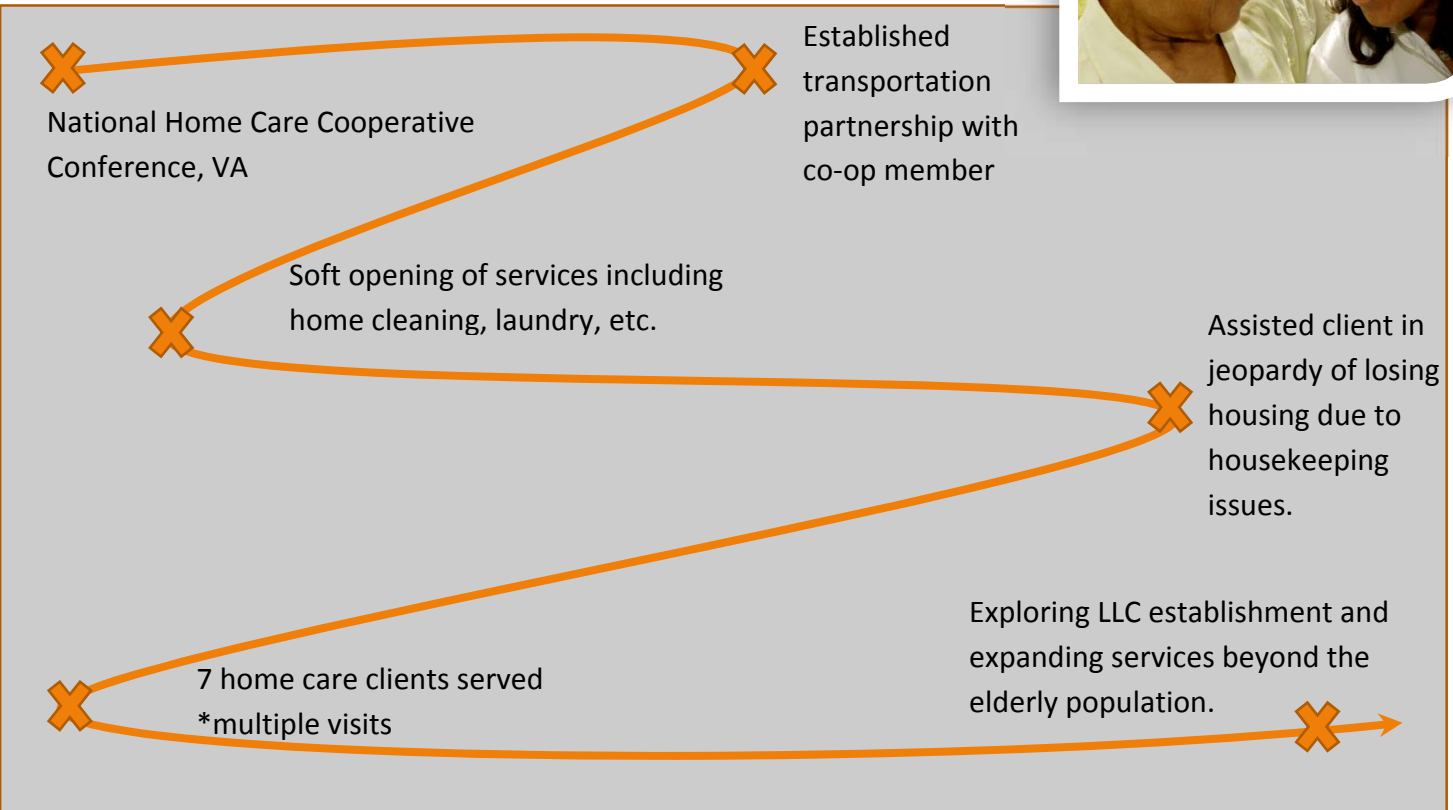 National Home Care Cooperative
Conference, VA
Established
transportation
partnership with
co-op member
Soft opening of services including
home cleaning, laundry, etc.
Assisted client in
jeopardy of losing
housing due to
housekeeping
issues.
7 home care clients served
*multiple visits
Exploring LLC establishment and
expanding services beyond the
elderly population.